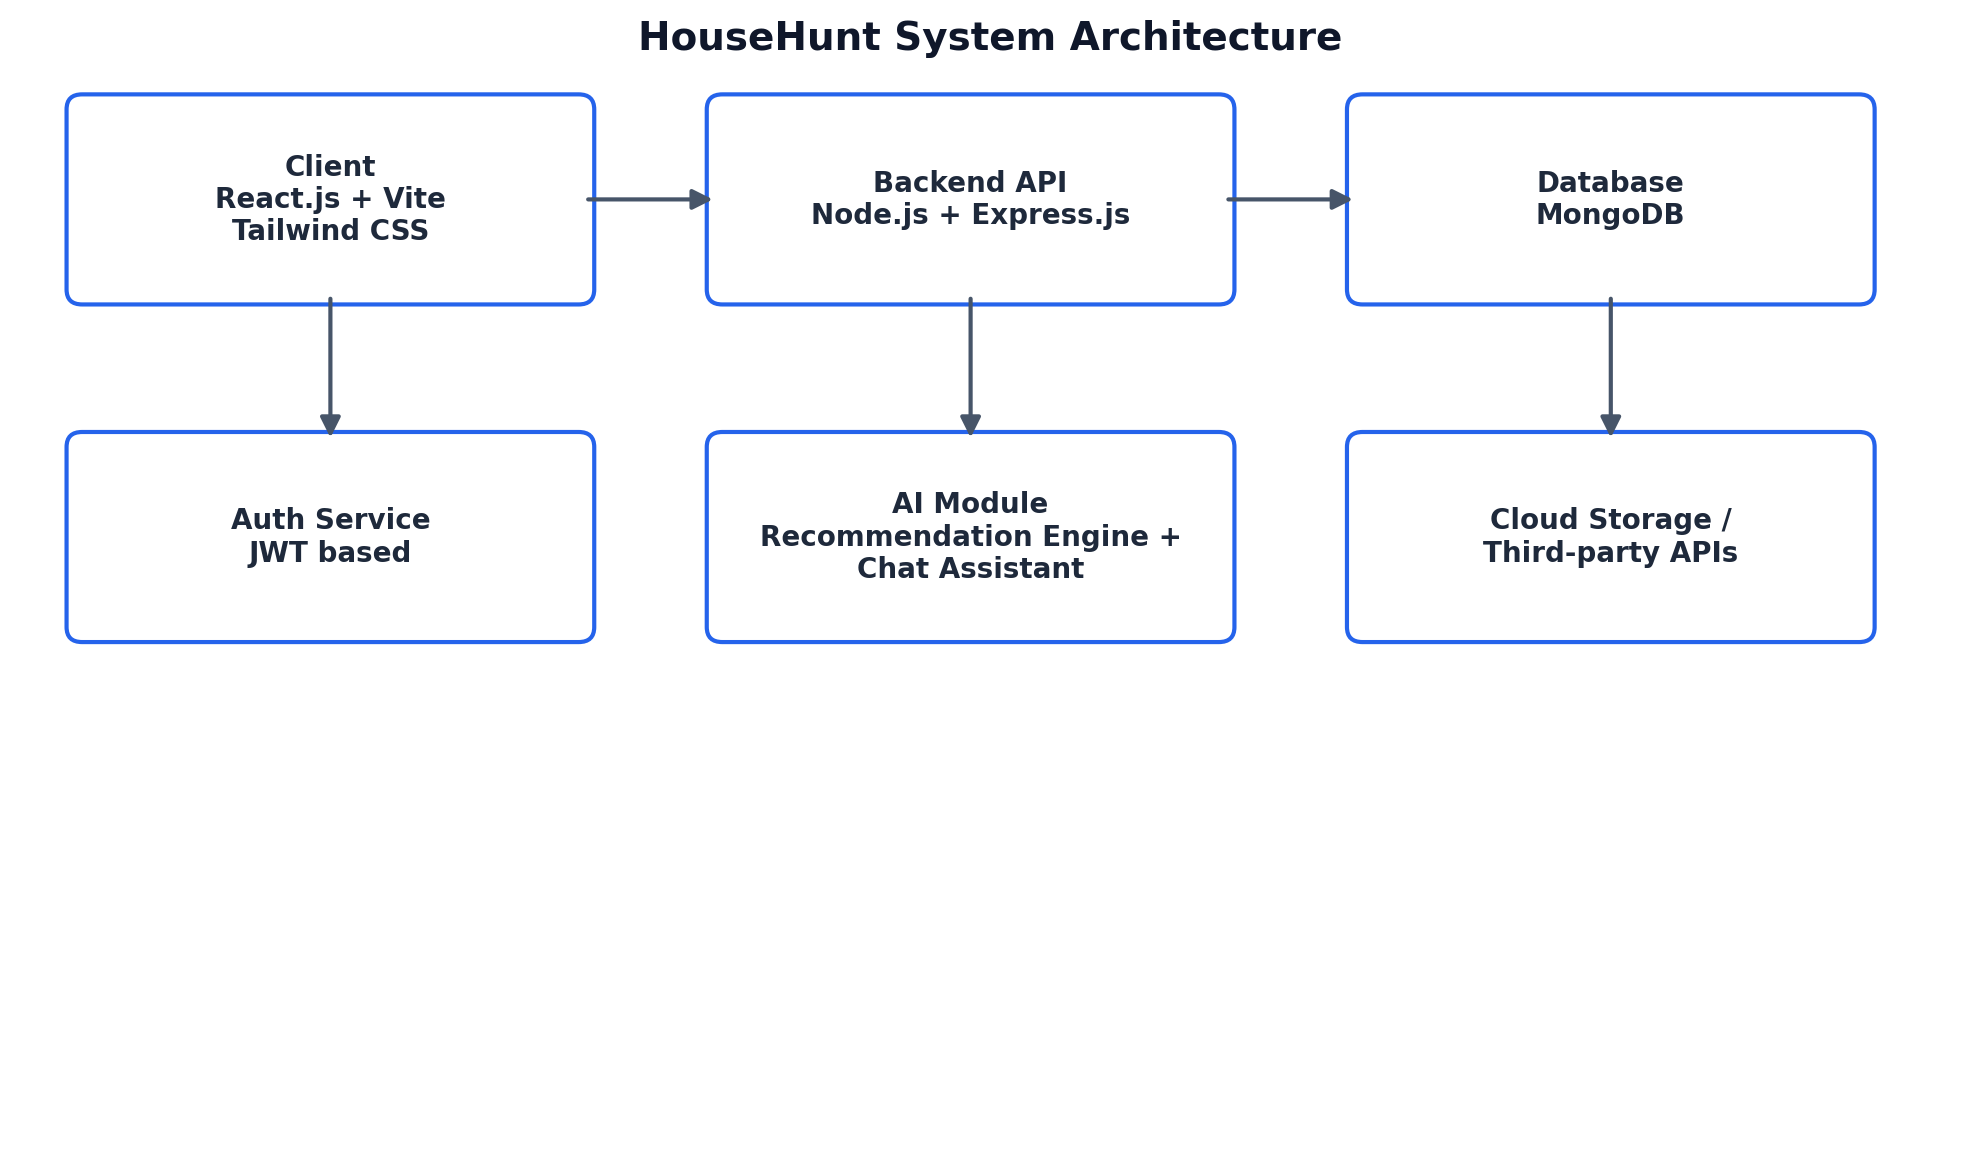 HouseHunt System Architecture
Client
React.js + Vite
Tailwind CSS
Backend API
Node.js + Express.js
Database
MongoDB
Auth Service
JWT based
AI Module
Recommendation Engine +
Chat Assistant
Cloud Storage /
Third-party APIs